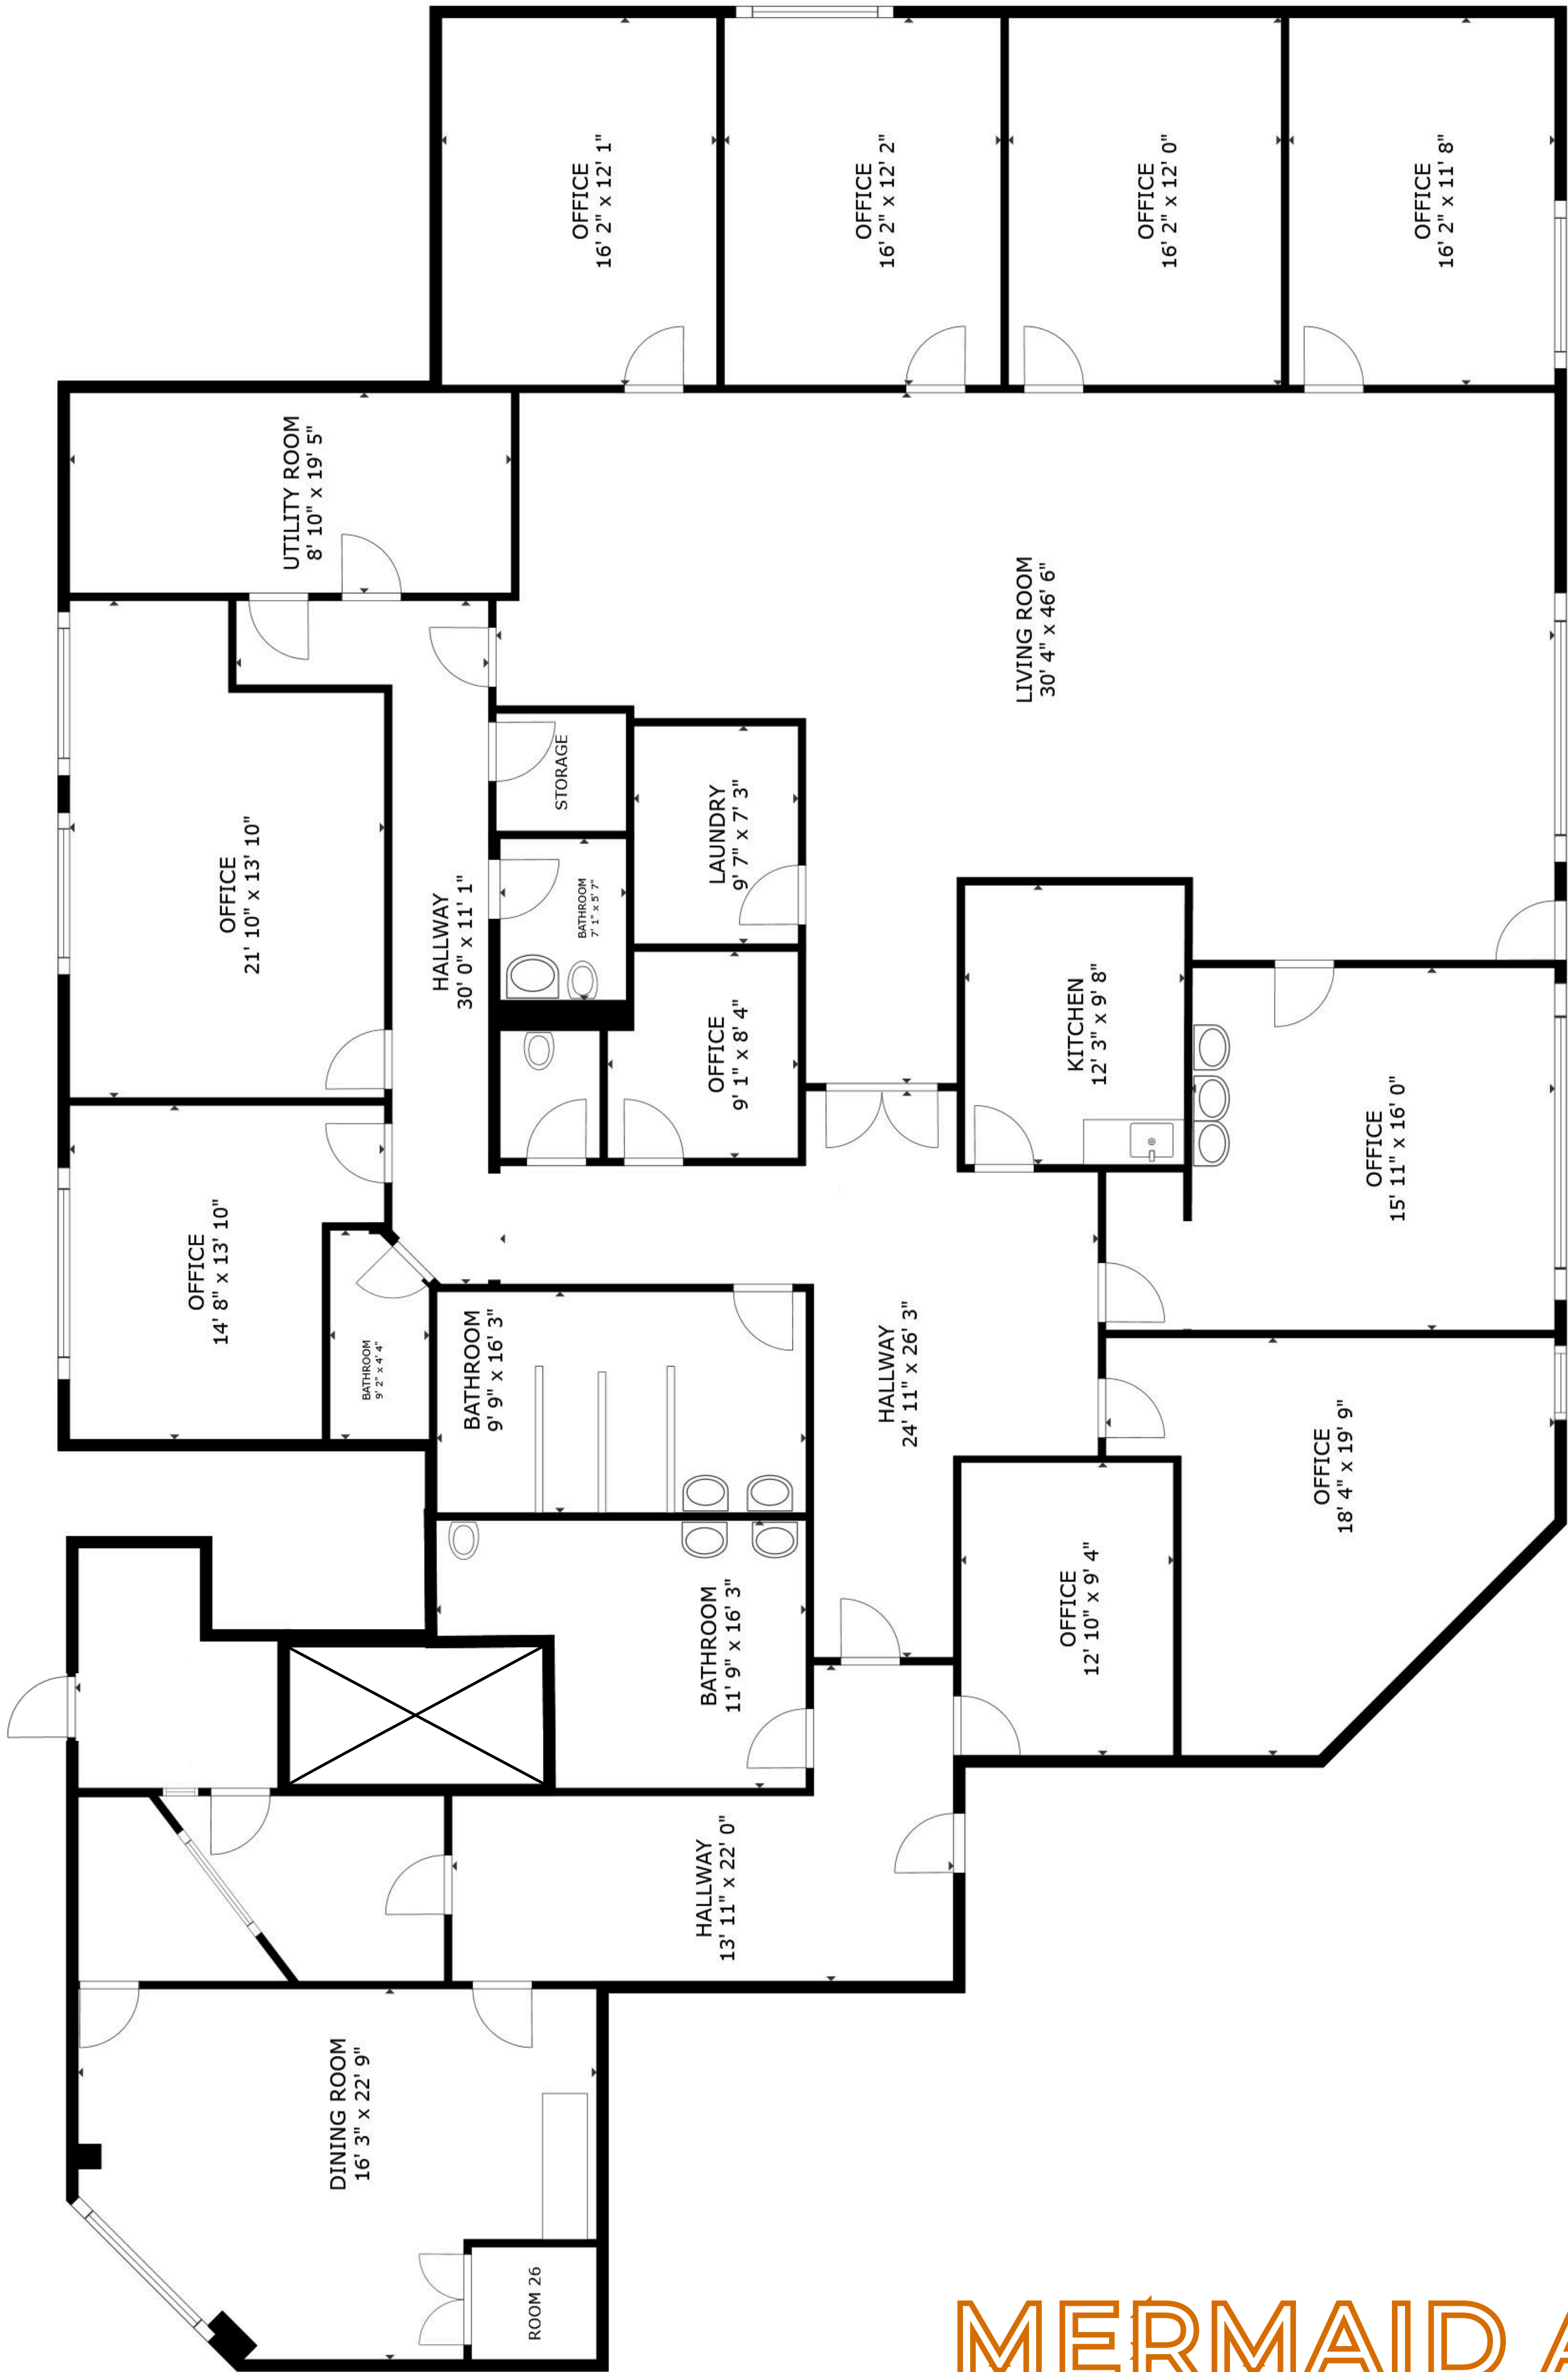 OFFICE
16' 2" x 12' 1"
OFFICE
16' 2" x 12' 2"
OFFICE
16' 2" x 12' 0"
OFFICE
16' 2" x 11' 8"
UTILITY ROOM
8' 10" x 19' 5"
LIVING ROOM
30' 4" x 46' 6"
STORAGE
LAUNDRY
9' 7" x 7' 3"
OFFICE
21' 10" x 13' 10"
HALLWAY
30' 0" x 11' 1"
BATHROOM
7' 1" x 5' 7"
OFFICE
9' 1" x 8' 4"
KITCHEN
12' 3" x 9' 8"
OFFICE
15' 11" x 16' 0"
OFFICE
14' 8" x 13' 10"
BATHROOM
9' 2" x 4' 4"
BATHROOM
9' 9" x 16' 3"
HALLWAY
24' 11" x 26' 3"
OFFICE
18' 4" x 19' 9"
OFFICE
12' 10" x 9' 4"
BATHROOM
11' 9" x 16' 3"
HALLWAY
13' 11" x 22' 0"
DINING ROOM
16' 3" x 22' 9"
ROOM 26
MERMAID A